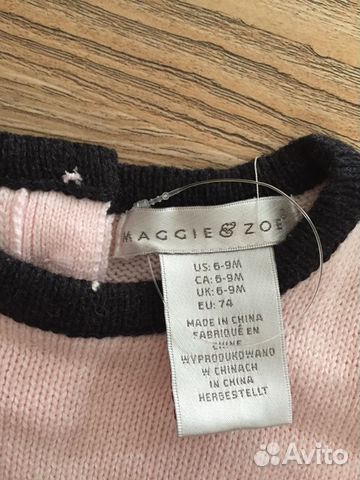 MAGGIE & ZOE
US: 6-9M
CA: 6-9M
UK: 6-9M
EU: 74
MADE IN CHINA
FABRIQUÉ EN
CHINE
WYPRODUKOWANO
W CHINACH
IN CHINA
HERGESTELLT
Avito